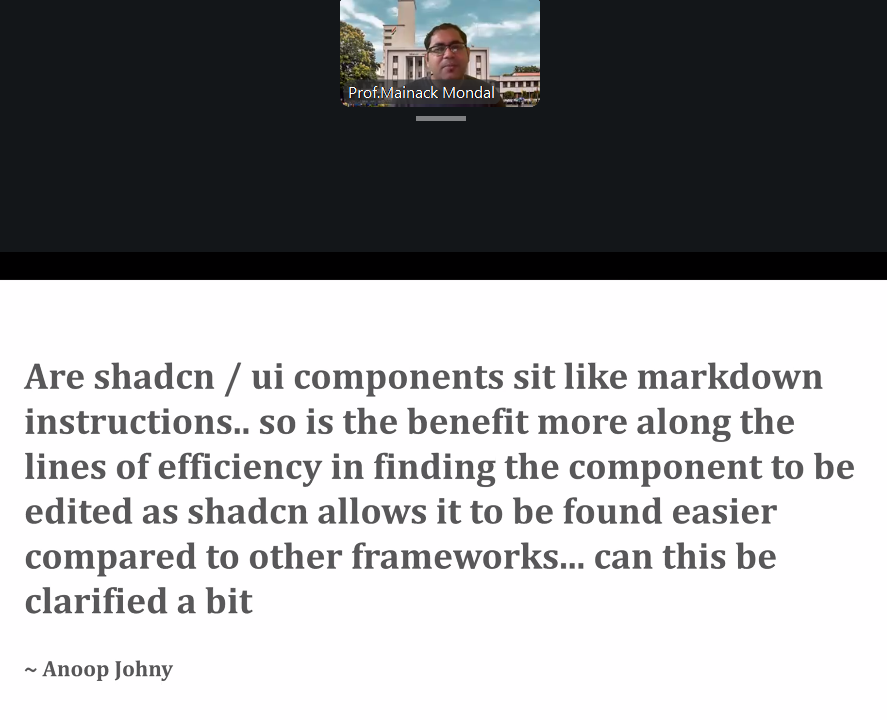 Prof.Mainack Mondal
Are shadcn / ui components sit like markdown
instructions.. so is the benefit more along the
lines of efficiency in finding the component to be
edited as shadcn allows it to be found easier
compared to other frameworks... can this be
clarified a bit
~ Anoop Johny